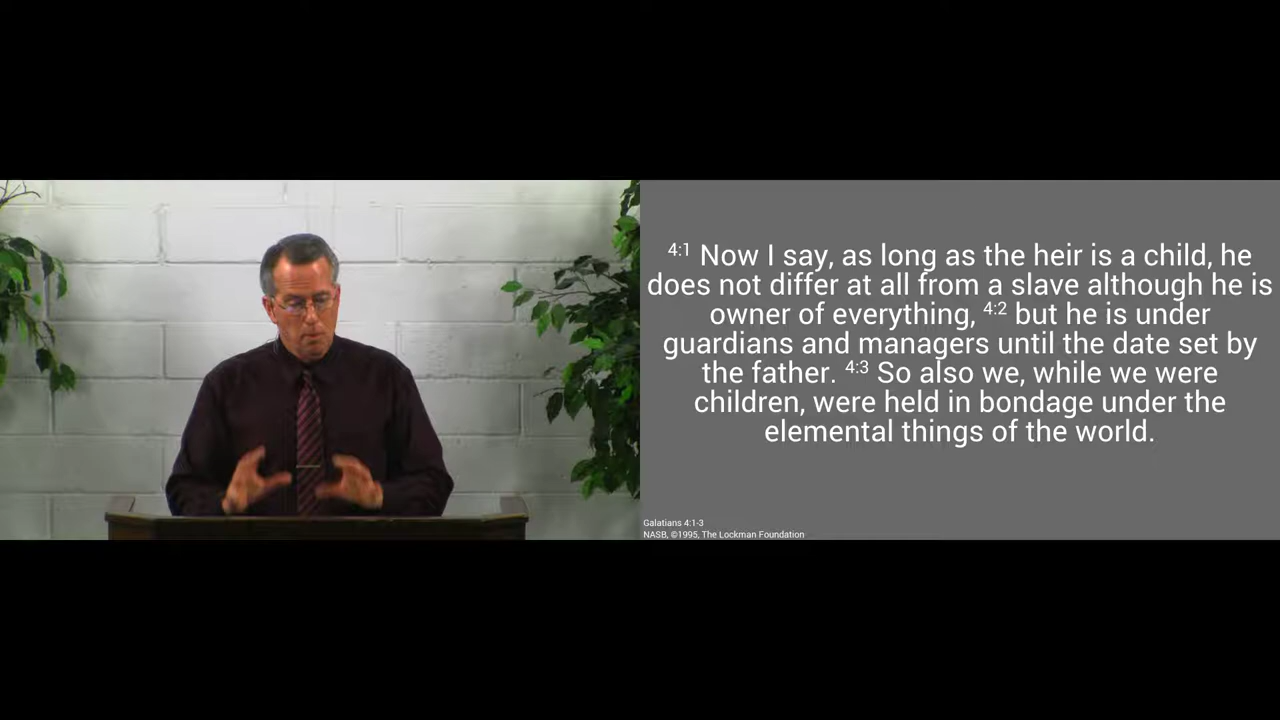 4:1 Now I say, as long as the heir is a child, he
does not differ at all from a slave although he is
owner of everything, 4:2 but he is under
guardians and managers until the date set by
the father. 4:3 So also we, while we were
children, were held in bondage under the
elemental things of the world.
Galatians 4:1-3
NASB, ©1995, The Lockman Foundation